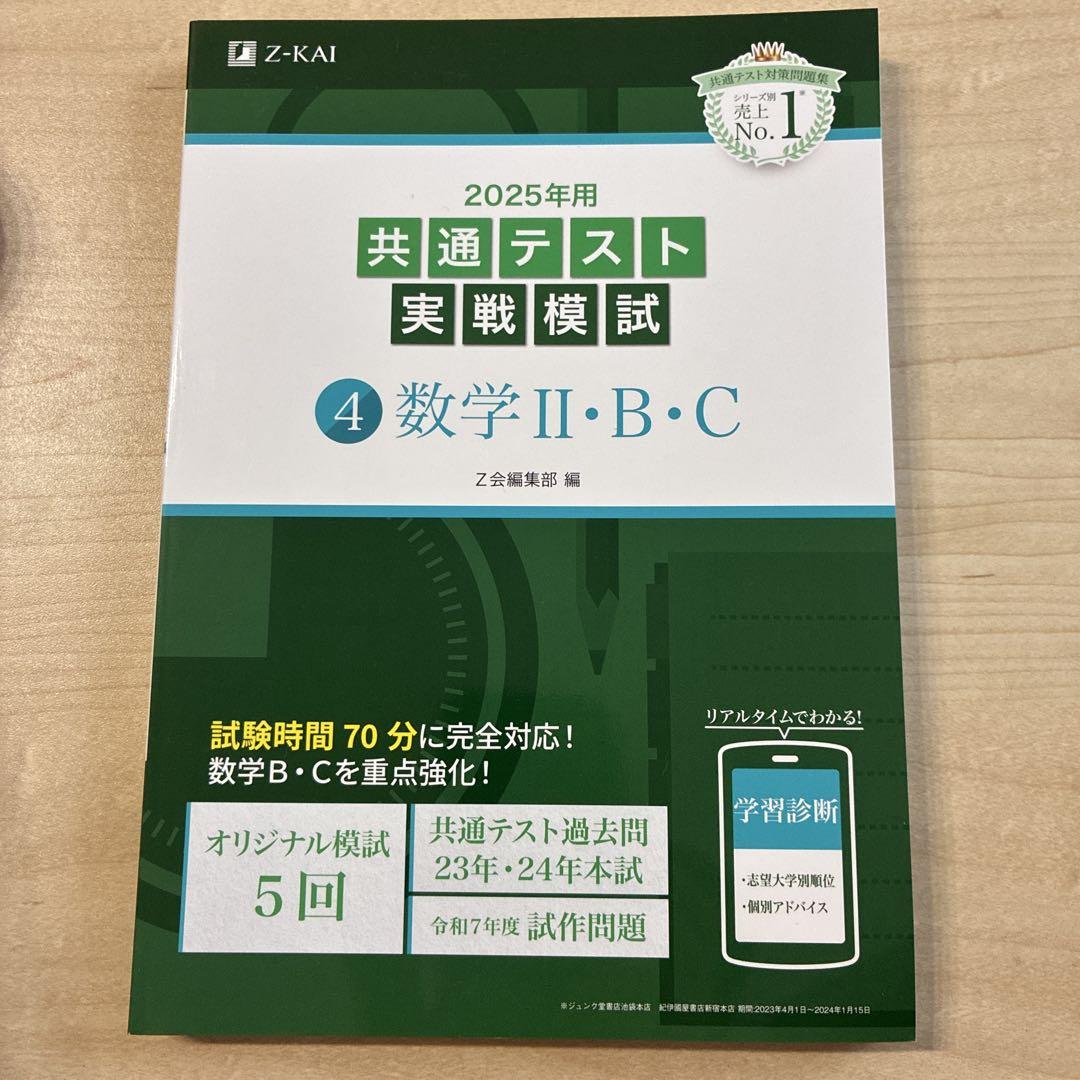 Z-KAI
共通テスト対策問題集
シリーズ別
売上
No.1※
2025年用
共通テスト
実戦模試
4 数学Ⅱ・B・C
Z会編集部 編
試験時間 70 分に完全対応!
数学B・Cを重点強化!
オリジナル模試
5回
共通テスト過去問
23年・24年本試
令和7年度 試作問題
リアルタイムでわかる!
学習診断
・志望大学別順位
・個別アドバイス
※ジュンク堂書店池袋本店 紀伊國屋書店新宿本店 期間:2023年4月1日～2024年1月15日